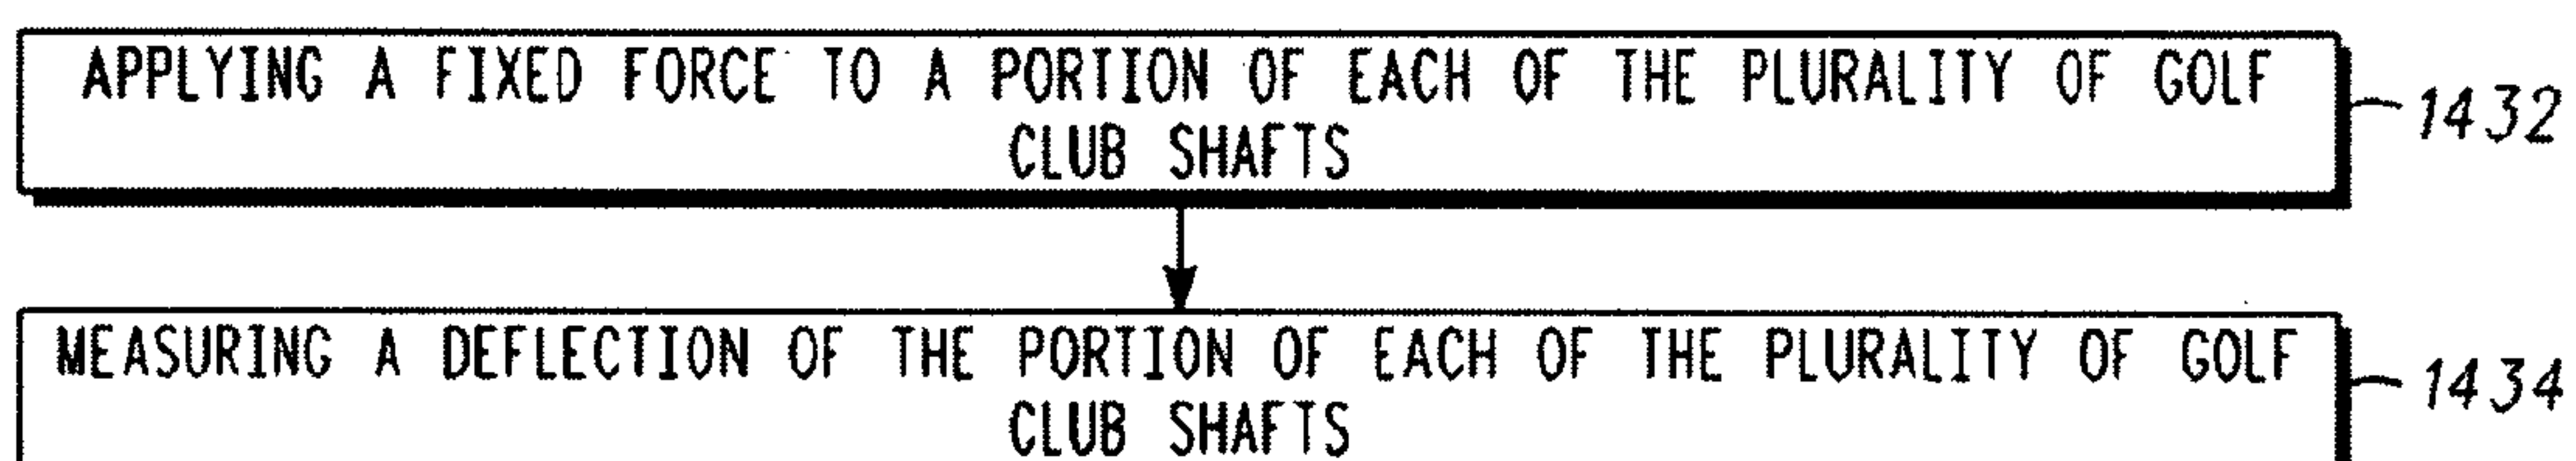 APPLYING A FIXED FORCE TO A PORTION OF EACH OF THE PLURALITY OF GOLF
CLUB SHAFTS
1432
MEASURING A DEFLECTION OF THE PORTION OF EACH OF THE PLURALITY OF GOLF
CLUB SHAFTS
1434